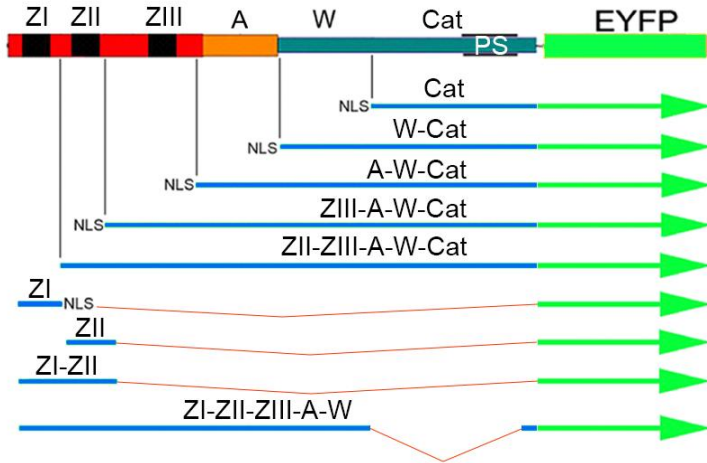 ZI ZII ZIII A W Cat EYFP
PS
Cat
NLS
W-Cat
NLS
A-W-Cat
NLS
ZIII-A-W-Cat
NLS
ZII-ZIII-A-W-Cat
ZI
NLS
ZII
ZI-ZII
ZI-ZII-ZIII-A-W